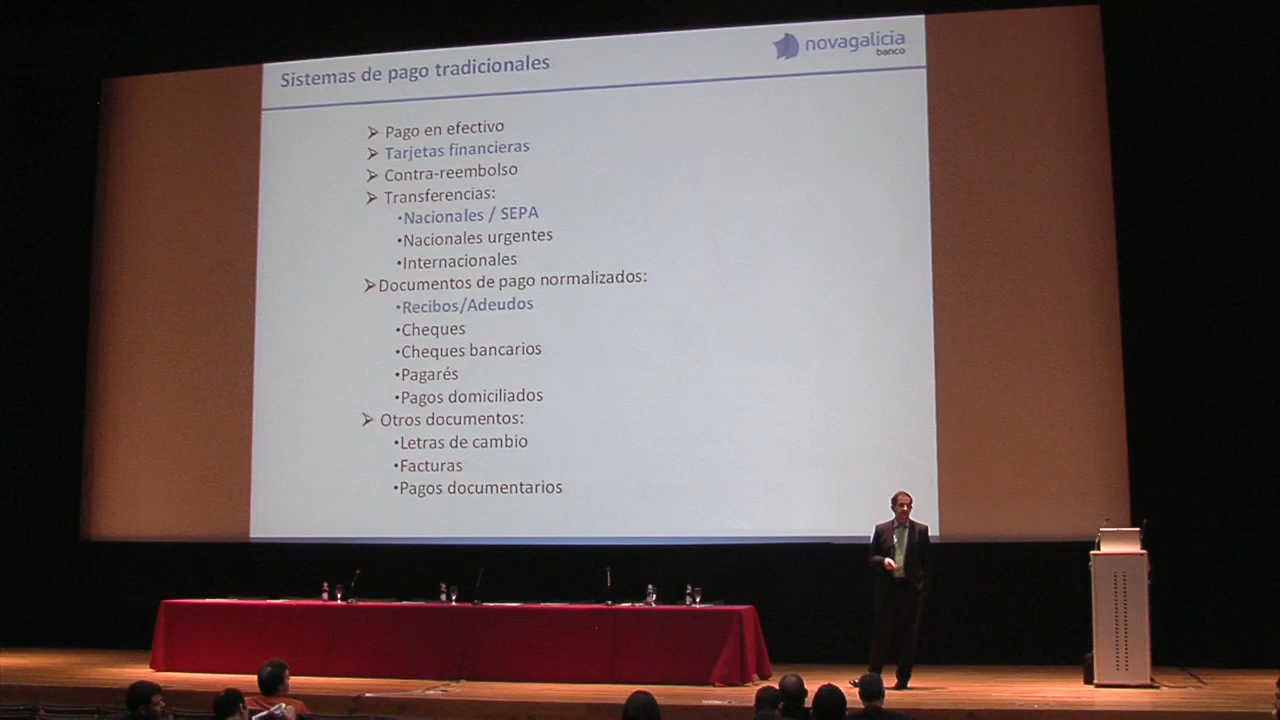 Sistemas de pago tradicionales
novagalicia
banco
➢ Pago en efectivo
➢ Tarjetas financieras
➢ Contra-reembolso
➢ Transferencias:
•Nacionales / SEPA
•Nacionales urgentes
•Internacionales
➢Documentos de pago normalizados:
•Recibos/Adeudos
•Cheques
•Cheques bancarios
•Pagarés
•Pagos domiciliados
➢ Otros documentos:
•Letras de cambio
•Facturas
•Pagos documentarios